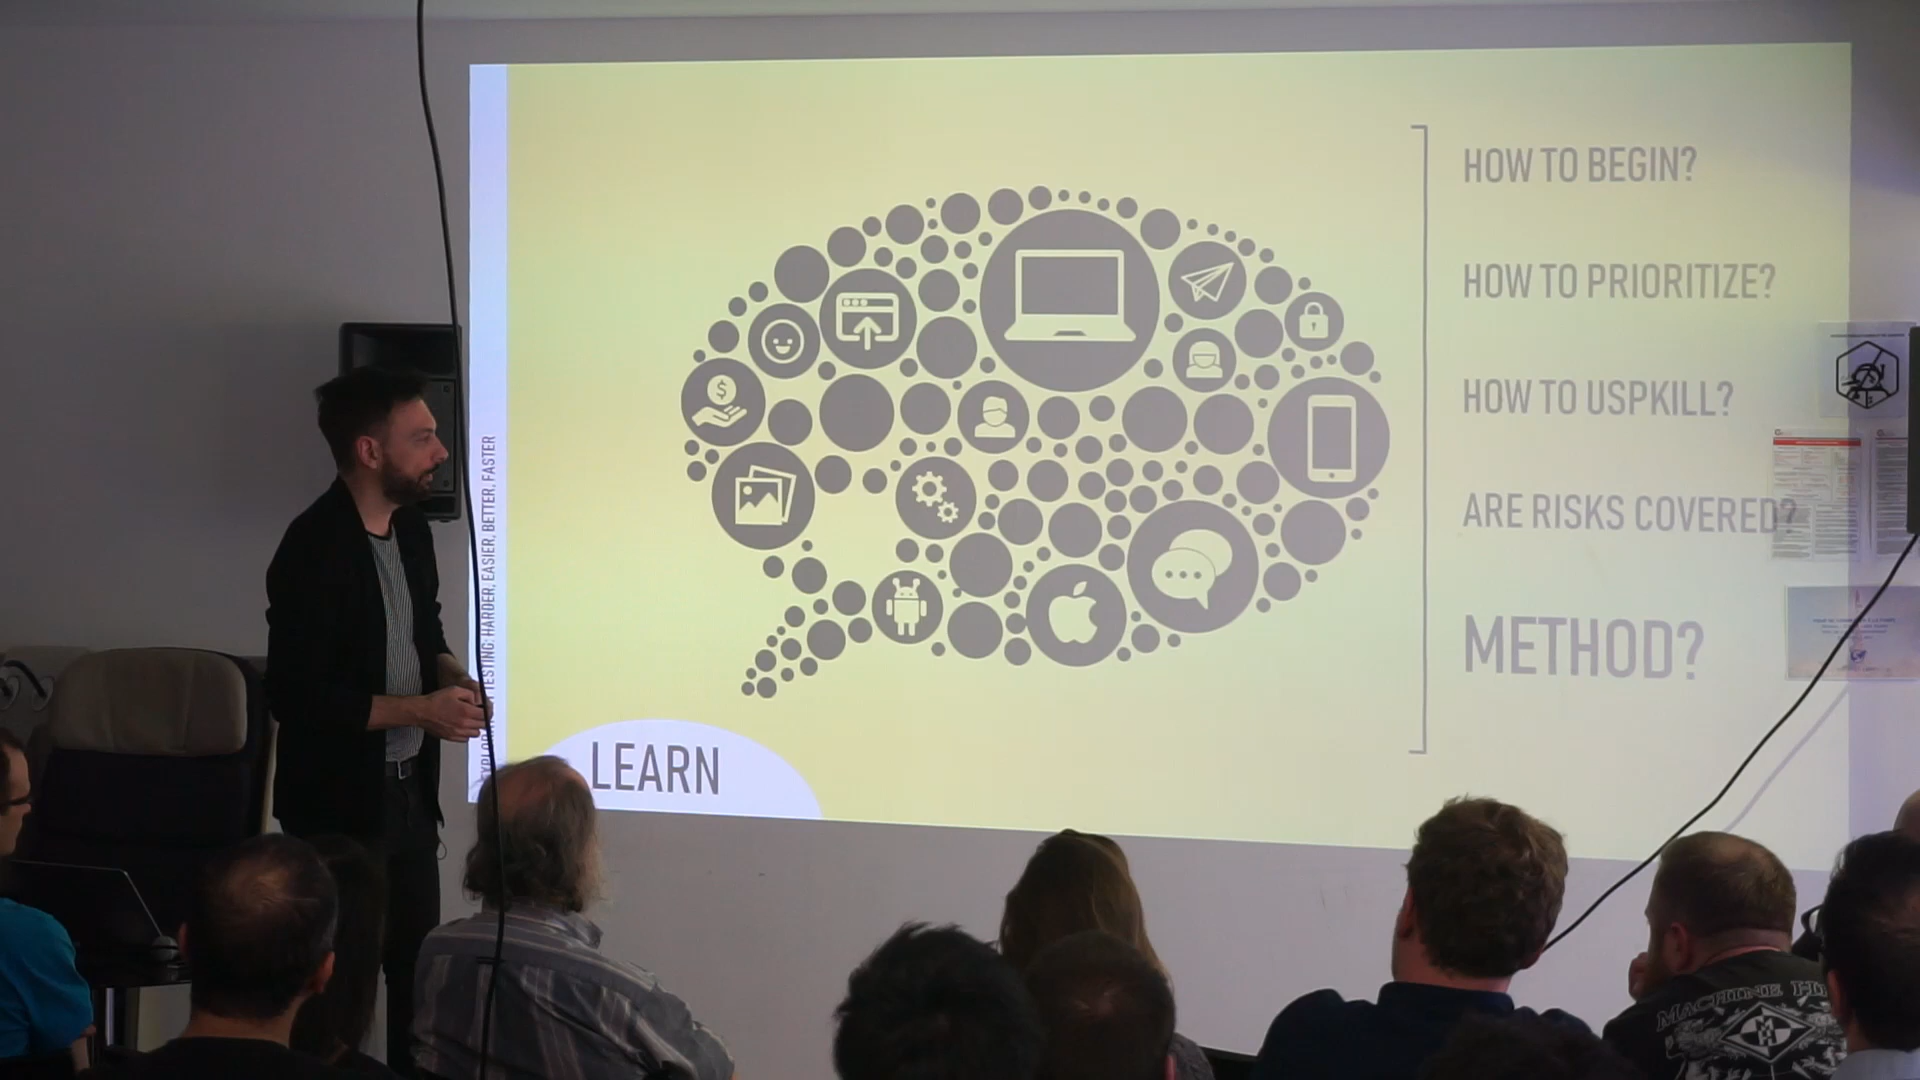 HOW TO BEGIN?
HOW TO PRIORITIZE?
HOW TO USPKILL?
ARE RISKS COVERED?
METHOD?
LEARN
TESTING: HARDER, EASIER, BETTER, FASTER
$
MACHINE